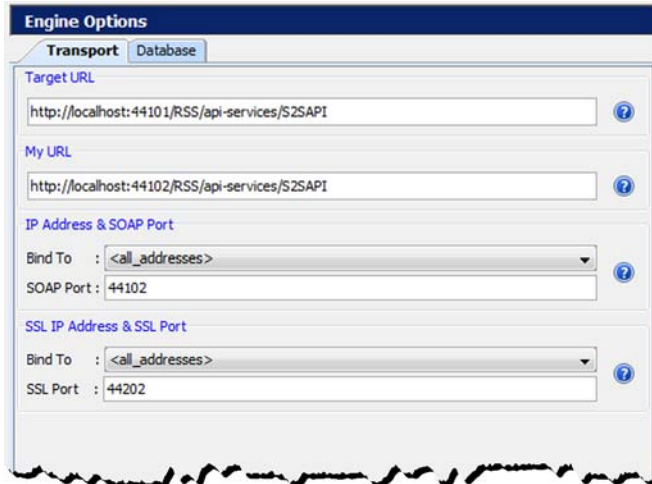 Engine Options
Transport Database
Target URL
http://localhost:44101/RSS/api-services/S2SAPI
My URL
http://localhost:44102/RSS/api-services/S2SAPI
IP Address & SOAP Port
Bind To : <all_addresses>
SOAP Port : 44102
SSL IP Address & SSL Port
Bind To : <all_addresses>
SSL Port : 44202